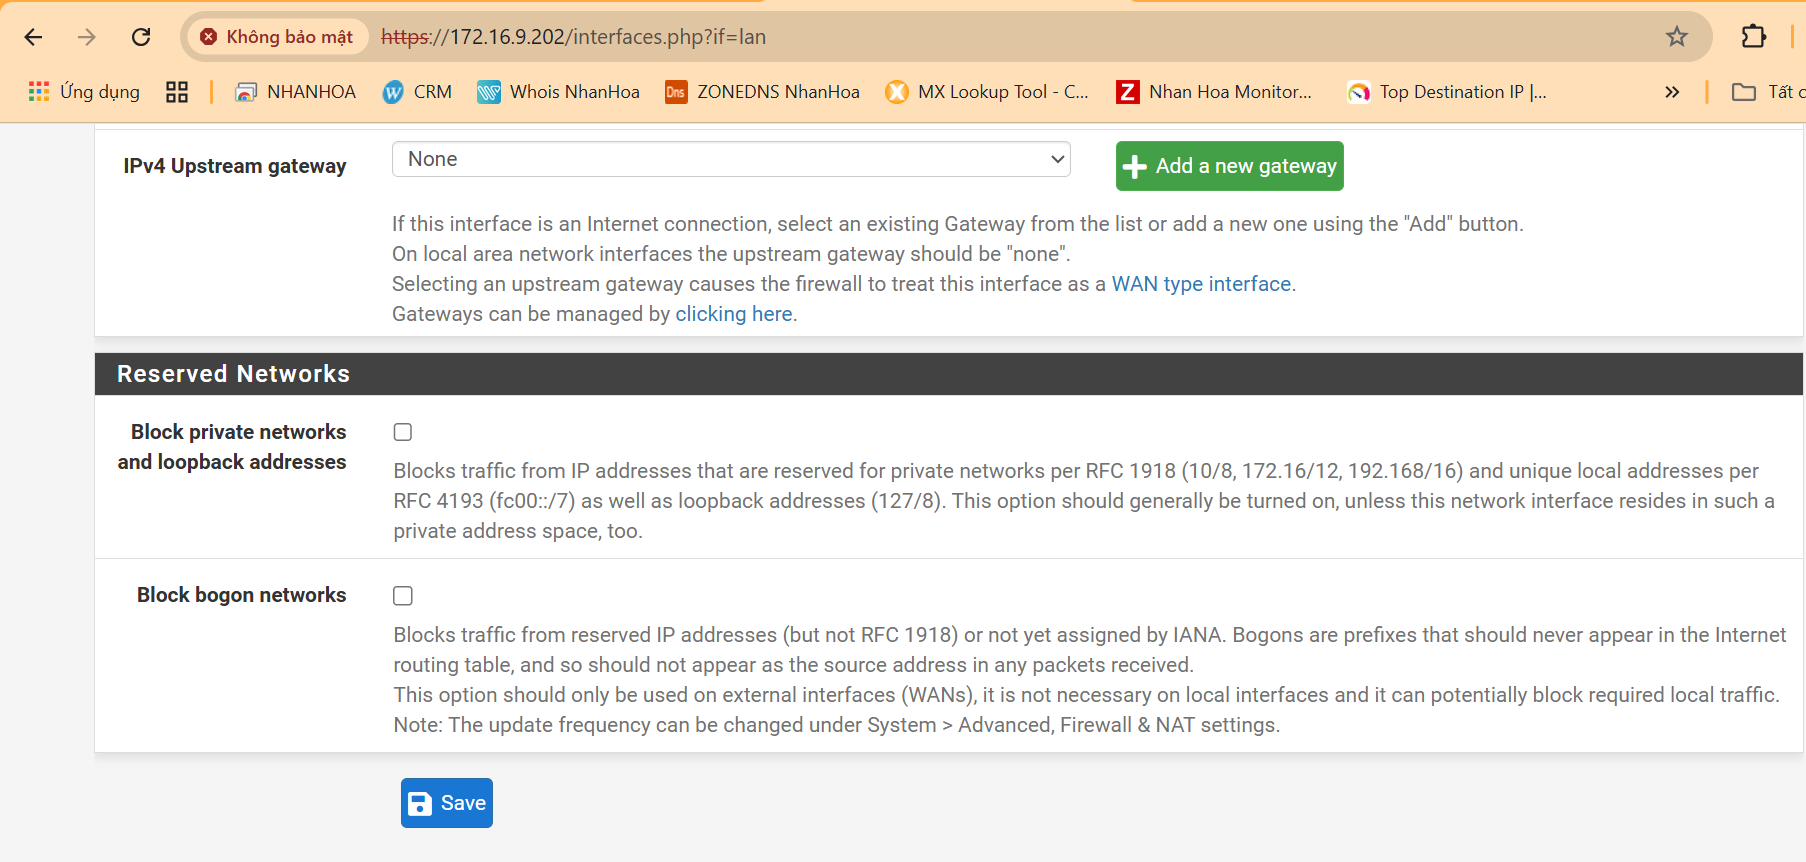 Không bảo mật https://172.16.9.202/interfaces.php?if=lan
Ứng dụng NHANHOA CRM Whois NhanHoa Dns ZONEDNS NhanHoa MX Lookup Tool - C... Z Nhan Hoa Monitor... Top Destination IP |... » Tất c
IPv4 Upstream gateway None Add a new gateway
If this interface is an Internet connection, select an existing Gateway from the list or add a new one using the "Add" button.
On local area network interfaces the upstream gateway should be "none".
Selecting an upstream gateway causes the firewall to treat this interface as a WAN type interface.
Gateways can be managed by clicking here.
Reserved Networks
Block private networks
and loopback addresses
Blocks traffic from IP addresses that are reserved for private networks per RFC 1918 (10/8, 172.16/12, 192.168/16) and unique local addresses per
RFC 4193 (fc00::/7) as well as loopback addresses (127/8). This option should generally be turned on, unless this network interface resides in such a
private address space, too.
Block bogon networks
Blocks traffic from reserved IP addresses (but not RFC 1918) or not yet assigned by IANA. Bogons are prefixes that should never appear in the Internet
routing table, and so should not appear as the source address in any packets received.
This option should only be used on external interfaces (WANs), it is not necessary on local interfaces and it can potentially block required local traffic.
Note: The update frequency can be changed under System > Advanced, Firewall & NAT settings.
Save